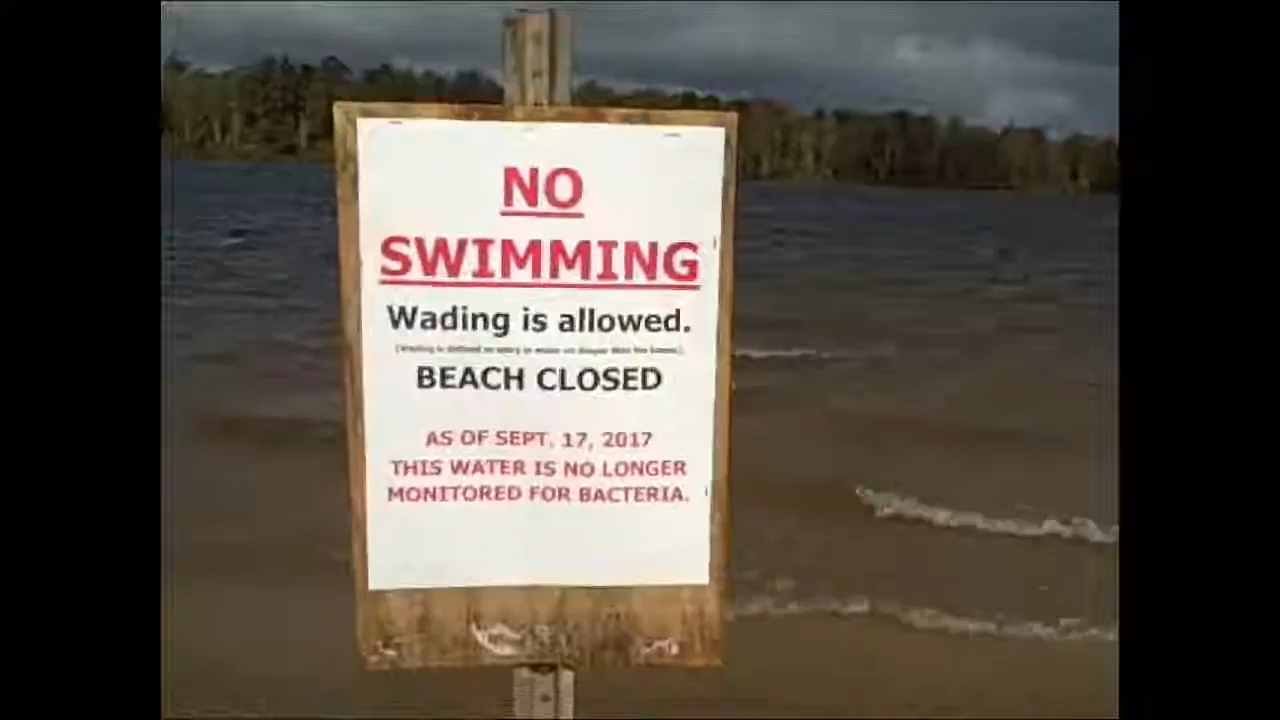 NO
SWIMMING
Wading is allowed.
BEACH CLOSED
AS OF SEPT. 17, 2017
THIS WATER IS NO LONGER
MONITORED FOR BACTERIA.